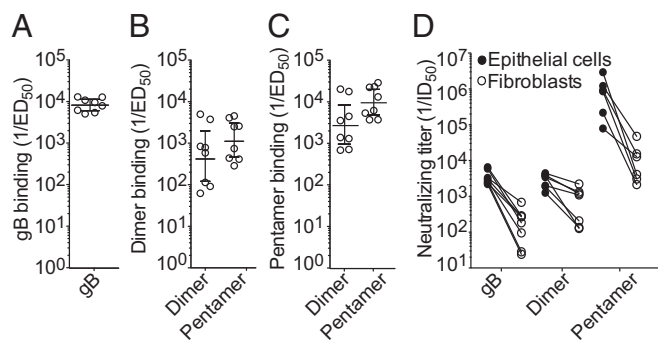 A
gB binding (1/ED50)
10^5
10^4
10^3
10^2
10^1
10^0
gB
B
Dimer binding (1/ED50)
10^5
10^4
10^3
10^2
10^1
10^0
Dimer
Pentamer
C
Pentamer binding (1/ED50)
10^5
10^4
10^3
10^2
10^1
10^0
Dimer
Pentamer
D
Neutralizing titer (1/ID50)
10^7
10^6
10^5
10^4
10^3
10^2
10^1
Epithelial cells
Fibroblasts
gB
Dimer
Pentamer